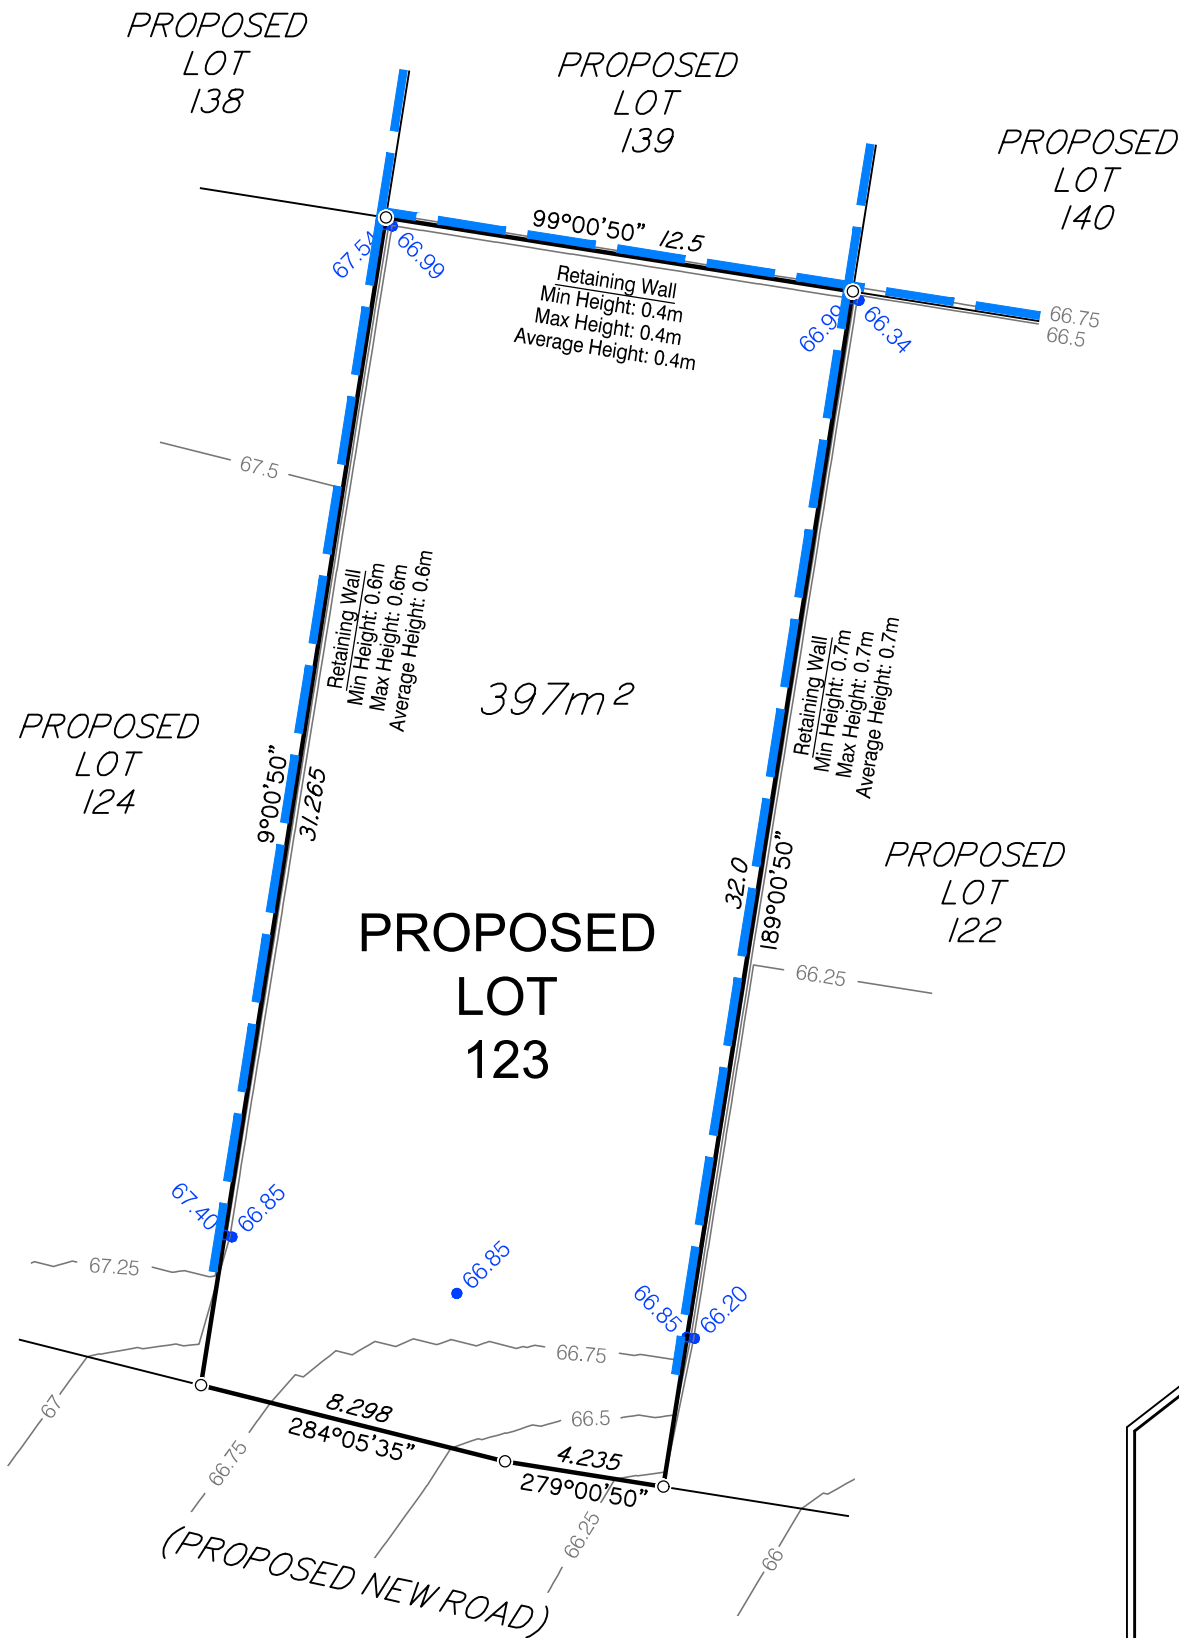 PROPOSED
LOT
138
PROPOSED
LOT
139
PROPOSED
LOT
140
99°00'50" 12.5
67.54
66.99
Retaining Wall
Min Height: 0.4m
Max Height: 0.4m
Average Height: 0.4m
66.99
66.34
66.75
66.5
67.5
Retaining Wall
Min Height: 0.6m
Max Height: 0.6m
Average Height: 0.6m
397m²
Retaining Wall
Min Height: 0.7m
Max Height: 0.7m
Average Height: 0.7m
PROPOSED
LOT
124
9°00'50"
31.265
32.0
189°00'50"
PROPOSED
LOT
122
PROPOSED
LOT
123
66.25
67.40
66.85
67.25
66.85
66.85
66.20
66.75
67
8.298
284°05'35"
66.5
66.75
4.235
279°00'50"
66.25
66
(PROPOSED NEW ROAD)